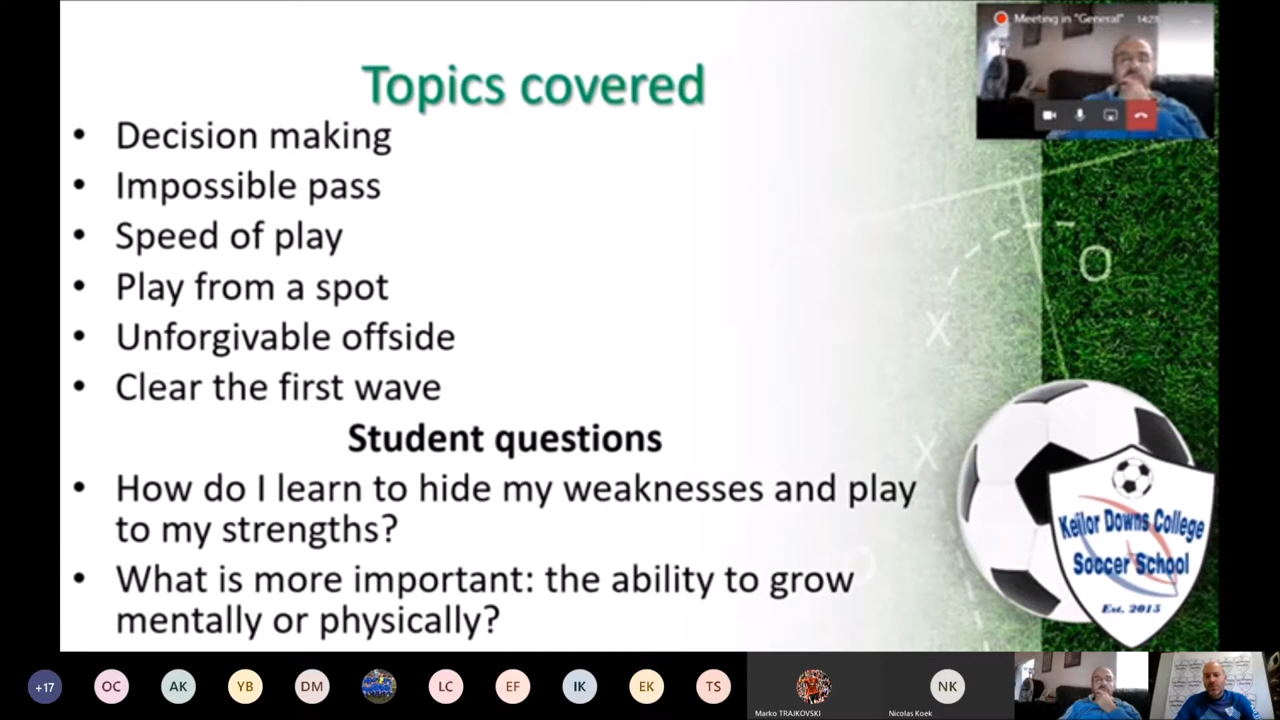 Meeting in "General"
Topics covered
• Decision making
• Impossible pass
• Speed of play
• Play from a spot
• Unforgivable offside
• Clear the first wave
Student questions
• How do I learn to hide my weaknesses and play
to my strengths?
• What is more important: the ability to grow
mentally or physically?
X
O
X
Keilor Downs College
Soccer School
Est. 2015
+17
OC
AK
YB
DM
LC
EF
IK
EK
TS
Marko TRAJKOVSKI
NK
Nicolas Koek